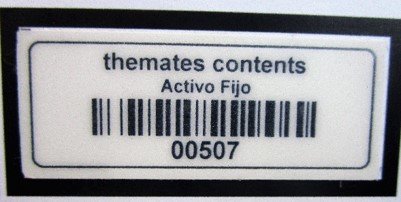 themates contents
Activo Fijo
00507